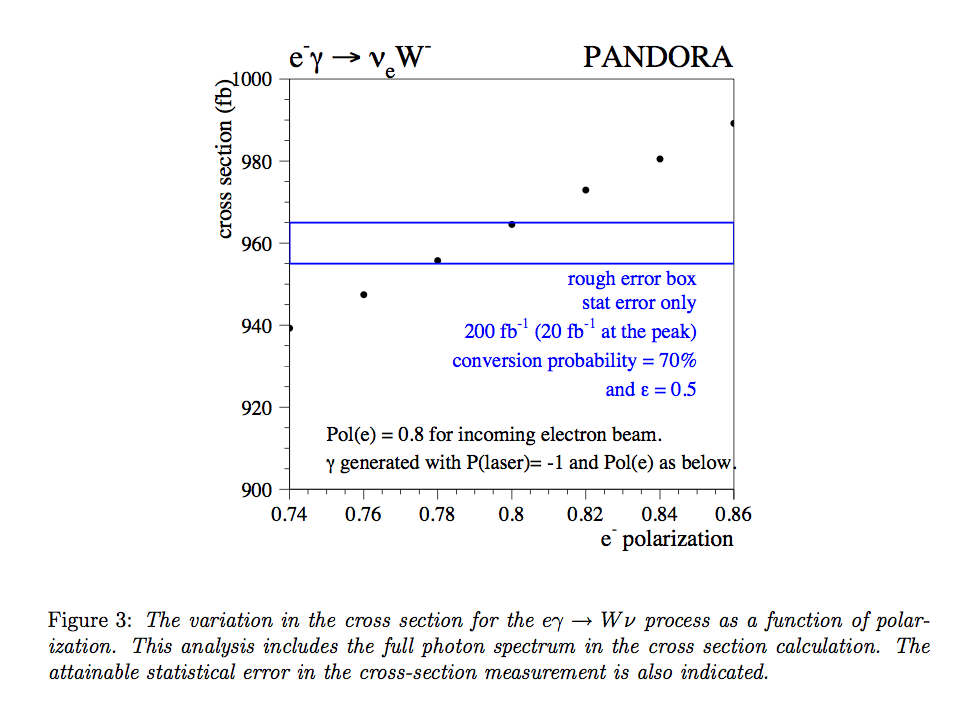 e⁻γ → νₑW⁻ PANDORA
cross section (fb)
1000
980
960
940
920
900
rough error box
stat error only
200 fb⁻¹ (20 fb⁻¹ at the peak)
conversion probability = 70%
and ε = 0.5
Pol(e) = 0.8 for incoming electron beam.
γ generated with P(laser)= -1 and Pol(e) as below.
0.74 0.76 0.78 0.8 0.82 0.84 0.86
e⁻ polarization
Figure 3: The variation in the cross section for the eγ → Wν process as a function of polar-
ization. This analysis includes the full photon spectrum in the cross section calculation. The
attainable statistical error in the cross-section measurement is also indicated.